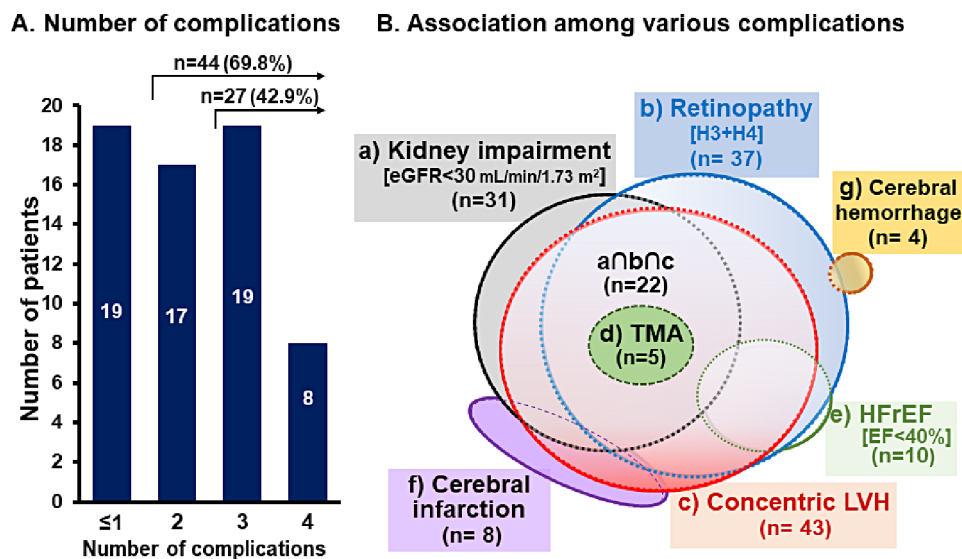 A. Number of complications
n=44 (69.8%)
n=27 (42.9%)
Number of patients
20
18
16
14
12
10
8
6
4
2
0
19
17
19
8
≤1
2
3
4
Number of complications
B. Association among various complications
b) Retinopathy
[H3+H4]
(n= 37)
a) Kidney impairment
[eGFR<30 mL/min/1.73 m²]
(n=31)
g) Cerebral
hemorrhage
(n= 4)
a∩b∩c
(n=22)
d) TMA
(n=5)
e) HFrEF
[EF<40%]
(n=10)
f) Cerebral
infarction
(n= 8)
c) Concentric LVH
(n= 43)